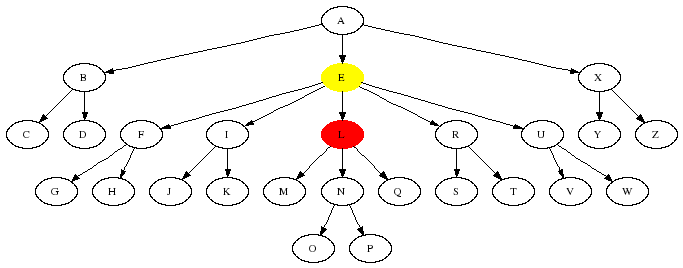 A
B E X
C D F I L R U Y Z
G H J K M N Q S T V W
O P